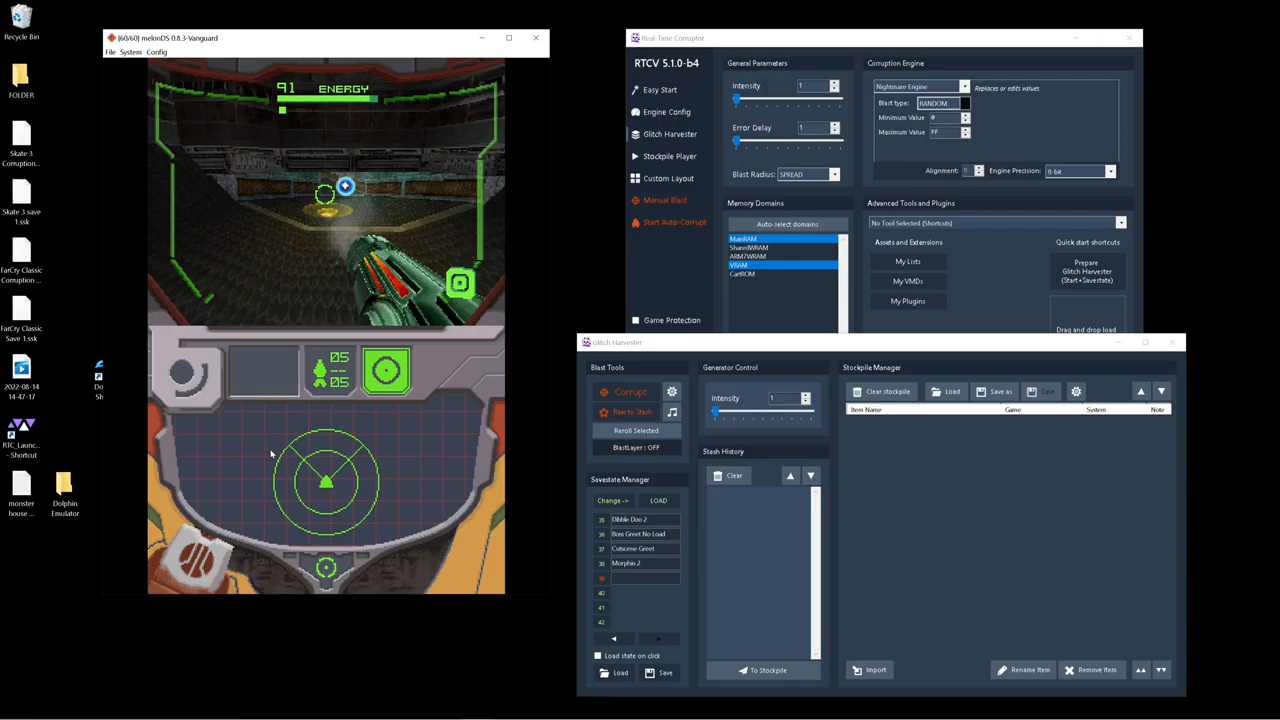 Recycle Bin
FOLDER
Skate 3
Corruption...
Skate 3 save
1.ssk
FarCry Classic
Corruption ...
FarCry Classic
Save 1.ssk
2022-08-14
14-47-17
RTC_Launc...
- Shortcut
monster
house ...
Dolphin
Emulator
Do
Sh
[60/60] melonDS 0.8.3-Vanguard
File System Config
91 ENERGY
05
--
05
Real-Time Corruptor
RTCV 5.1.0-b4
Easy Start
Engine Config
Glitch Harvester
Stockpile Player
Custom Layout
Manual Blast
Start Auto-Corrupt
Game Protection
General Parameters
Intensity 1
Error Delay 1
Blast Radius: SPREAD
Memory Domains
Auto-select domains
MainRAM
SharedWRAM
ARM7WRAM
VRAM
CartROM
Corruption Engine
Nightmare Engine Replaces or edits values
Blast type: RANDOM
Minimum Value 0
Maximum Value FF
Alignment: 0 Engine Precision: 8-bit
Advanced Tools and Plugins
No Tool Selected (Shortcuts)
Assets and Extensions
My Lists
My VMDs
My Plugins
Quick start shortcuts
Prepare
Glitch Harvester
(Start+Savestate)
Drag and drop load
Glitch Harvester
Blast Tools
Corrupt
Raw to Stash
Reroll Selected
BlastLayer : OFF
Savestate Manager
Change -> LOAD
35 Dibble Doo 2
36 Boss Greet No Load
37 Cutscene Greet
38 Morphin 2
39
40
41
42
Load state on click
Load Save
Generator Control
Intensity 1
Stash History
Clear
To Stockpile
Stockpile Manager
Clear stockpile Load Save as Save
Item Name Game System Note
Import Rename Item Remove Item